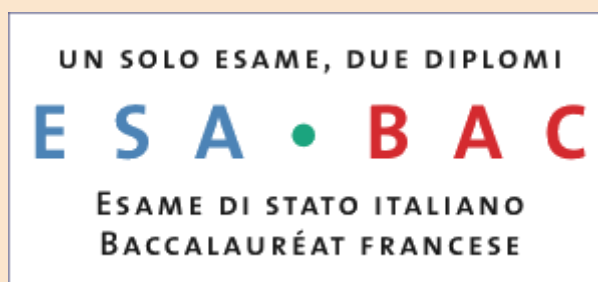 UN SOLO ESAME, DUE DIPLOMI
ESA • BAC
ESAME DI STATO ITALIANO
BACCALAURÉAT FRANCESE